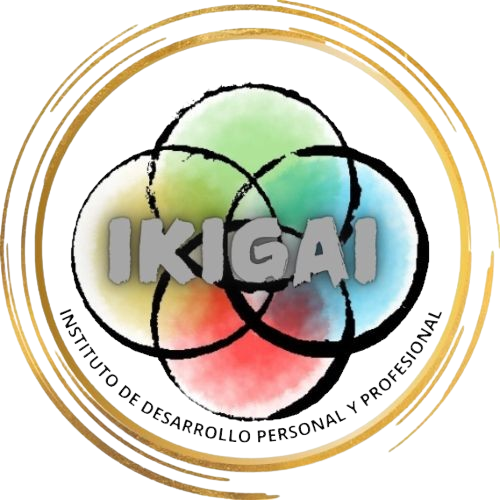 IKIGAI
INSTITUTO DE DESARROLLO PERSONAL Y PROFESIONAL